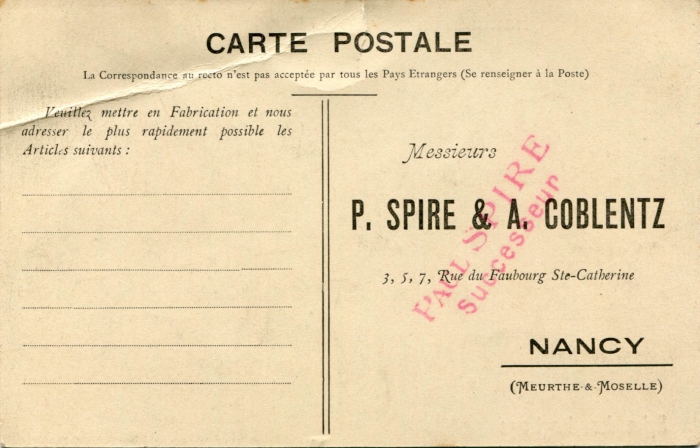 CARTE POSTALE
La Correspondance au recto n'est pas acceptée par tous les Pays Etrangers (Se renseigner à la Poste)
Veuillez mettre en Fabrication et nous
adresser le plus rapidement possible les
Articles suivants :
Messieurs
P. SPIRE & A. COBLENTZ
3, 5, 7, Rue du Faubourg Ste-Catherine
NANCY
(MEURTHE-&-MOSELLE)
PAUL SPIRE
Successeur